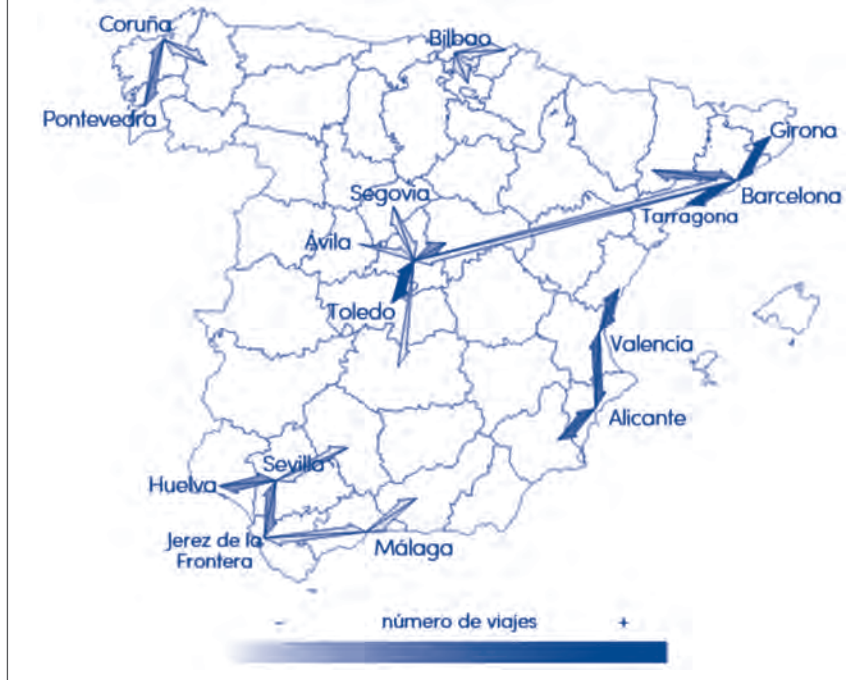 Coruña
Bilbao
Pontevedra
Girona
Segovia
Barcelona
Tarragona
Ávila
Toledo
Valencia
Alicante
Sevilla
Huelva
Jerez de la
Frontera
Málaga
- número de viajes +